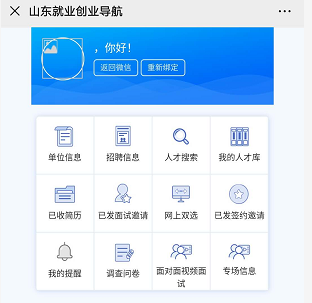 山东就业创业导航
，你好！
返回微信 重新绑定
单位信息 招聘信息 人才搜索 我的人才库
已收简历 已发面试邀请 网上双选 已发签约邀请
我的提醒 调查问卷 面对面视频面试 专场信息